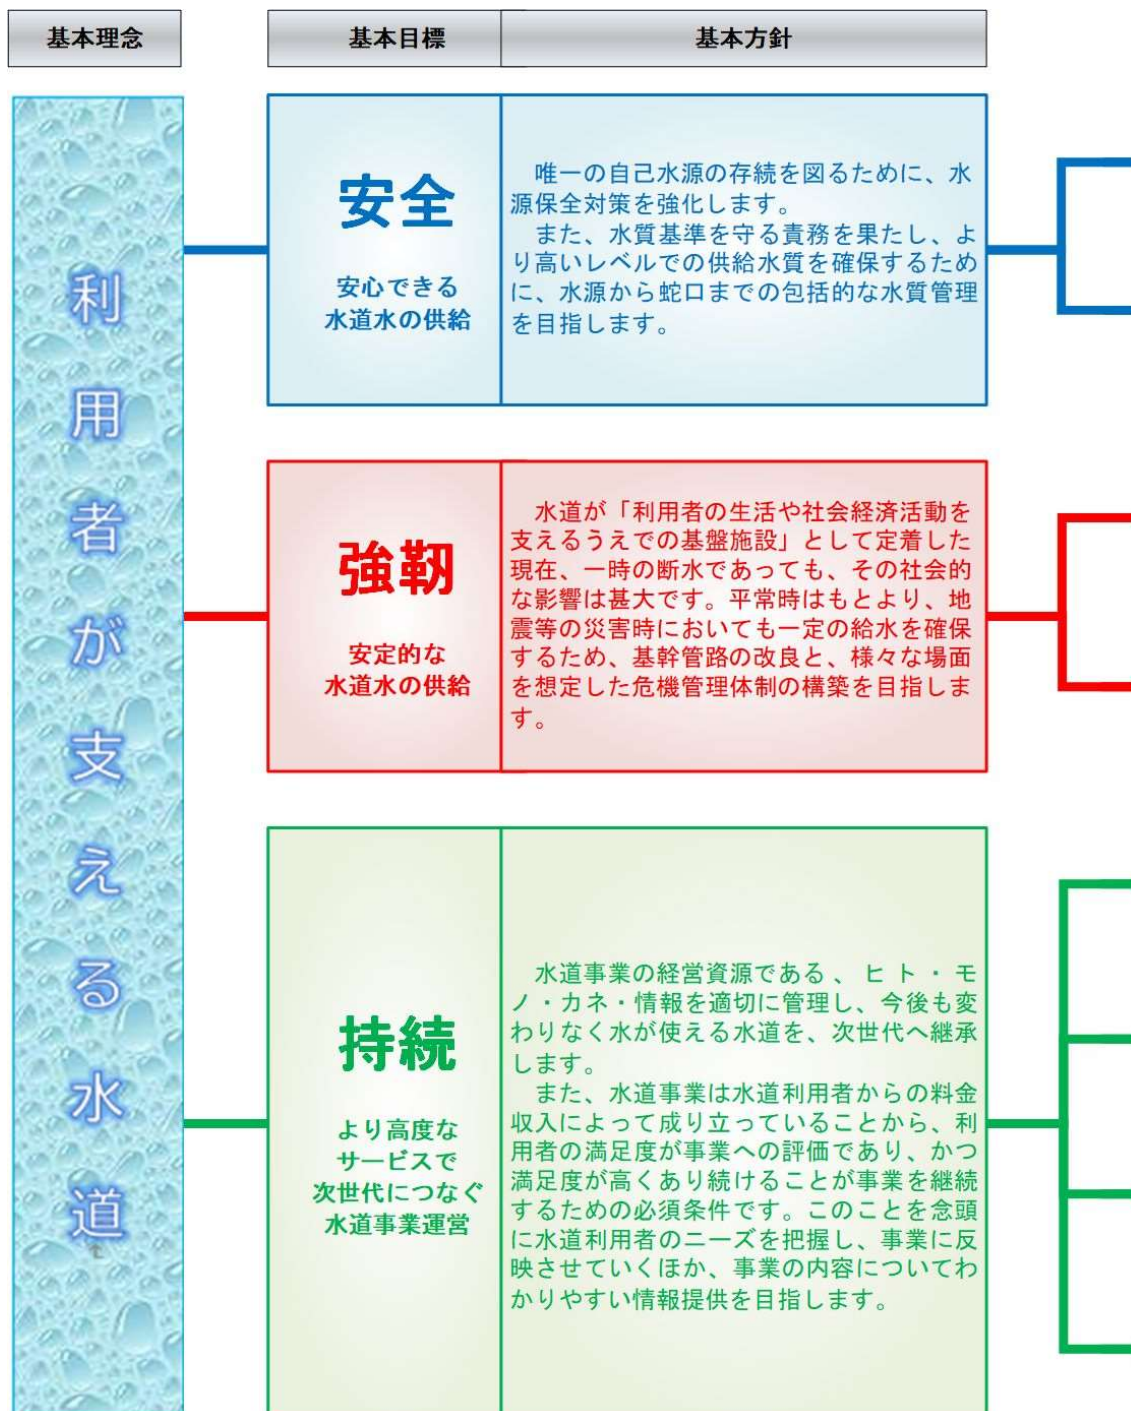 基本理念
基本目標
基本方針
利用者が支える水道
安全
安心できる
水道水の供給
唯一の自己水源の存続を図るために、水
源保全対策を強化します。
また、水質基準を守る責務を果たし、よ
り高いレベルでの供給水質を確保するため
に、水源から蛇口までの包括的な水質管理
を目指します。
強靭
安定的な
水道水の供給
水道が「利用者の生活や社会経済活動を
支えるうえでの基盤施設」として定着した
現在、一時の断水であっても、その社会的
な影響は甚大です。平常時はもとより、地
震等の災害時においても一定の給水を確保
するため、基幹管路の改良と、様々な場面
を想定した危機管理体制の構築を目指しま
す。
持続
より高度な
サービスで
次世代につなぐ
水道事業運営
水道事業の経営資源である、ヒト・モ
ノ・カネ・情報を適切に管理し、今後も変
わりなく水が使える水道を、次世代へ継承
します。
また、水道事業は水道利用者からの料金
収入によって成り立っていることから、利
用者の満足度が事業への評価であり、かつ
満足度が高くあり続けることが事業を継続
するための必須条件です。このことを念頭
に水道利用者のニーズを把握し、事業に反
映させていくほか、事業の内容についてわ
かりやすい情報提供を目指します。